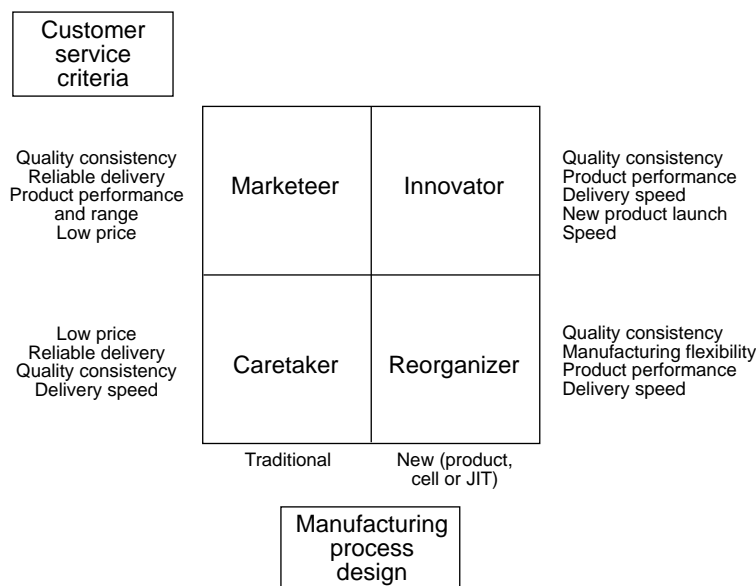 Customer
service
criteria
Quality consistency
Reliable delivery
Product performance
and range
Low price
Marketeer
Innovator
Quality consistency
Product performance
Delivery speed
New product launch
Speed
Low price
Reliable delivery
Quality consistency
Delivery speed
Caretaker
Reorganizer
Quality consistency
Manufacturing flexibility
Product performance
Delivery speed
Traditional
New (product,
cell or JIT)
Manufacturing
process
design